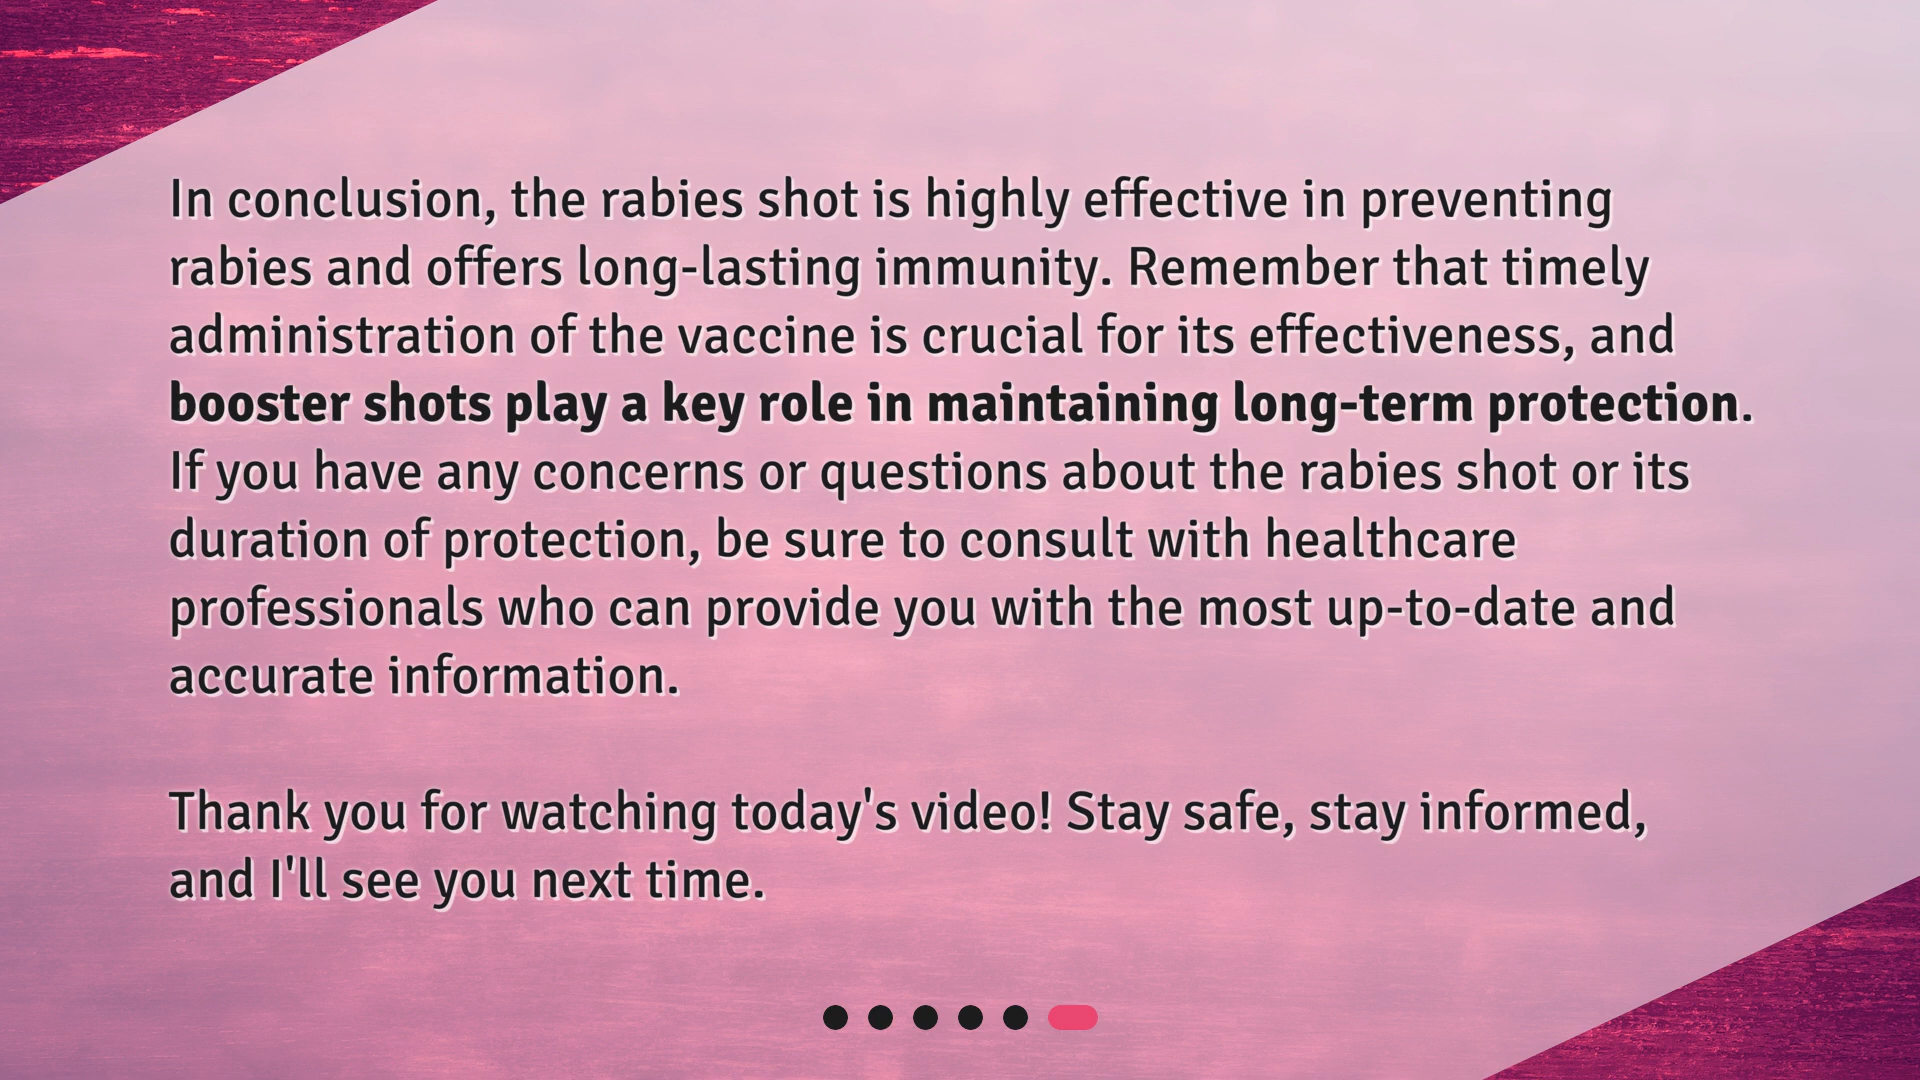 In conclusion, the rabies shot is highly effective in preventing
rabies and offers long-lasting immunity. Remember that timely
administration of the vaccine is crucial for its effectiveness, and
booster shots play a key role in maintaining long-term protection.
If you have any concerns or questions about the rabies shot or its
duration of protection, be sure to consult with healthcare
professionals who can provide you with the most up-to-date and
accurate information.
Thank you for watching today's video! Stay safe, stay informed,
and I'll see you next time.